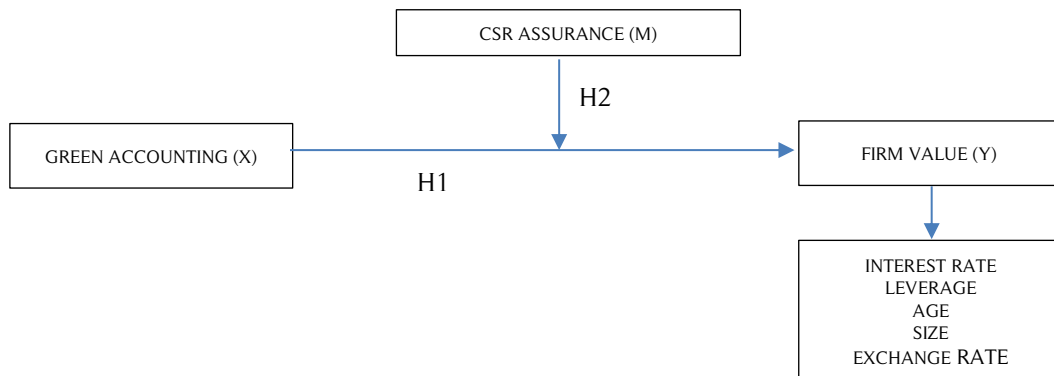 CSR ASSURANCE (M)
H2
GREEN ACCOUNTING (X)
FIRM VALUE (Y)
H1
INTEREST RATE
LEVERAGE
AGE
SIZE
EXCHANGE RATE